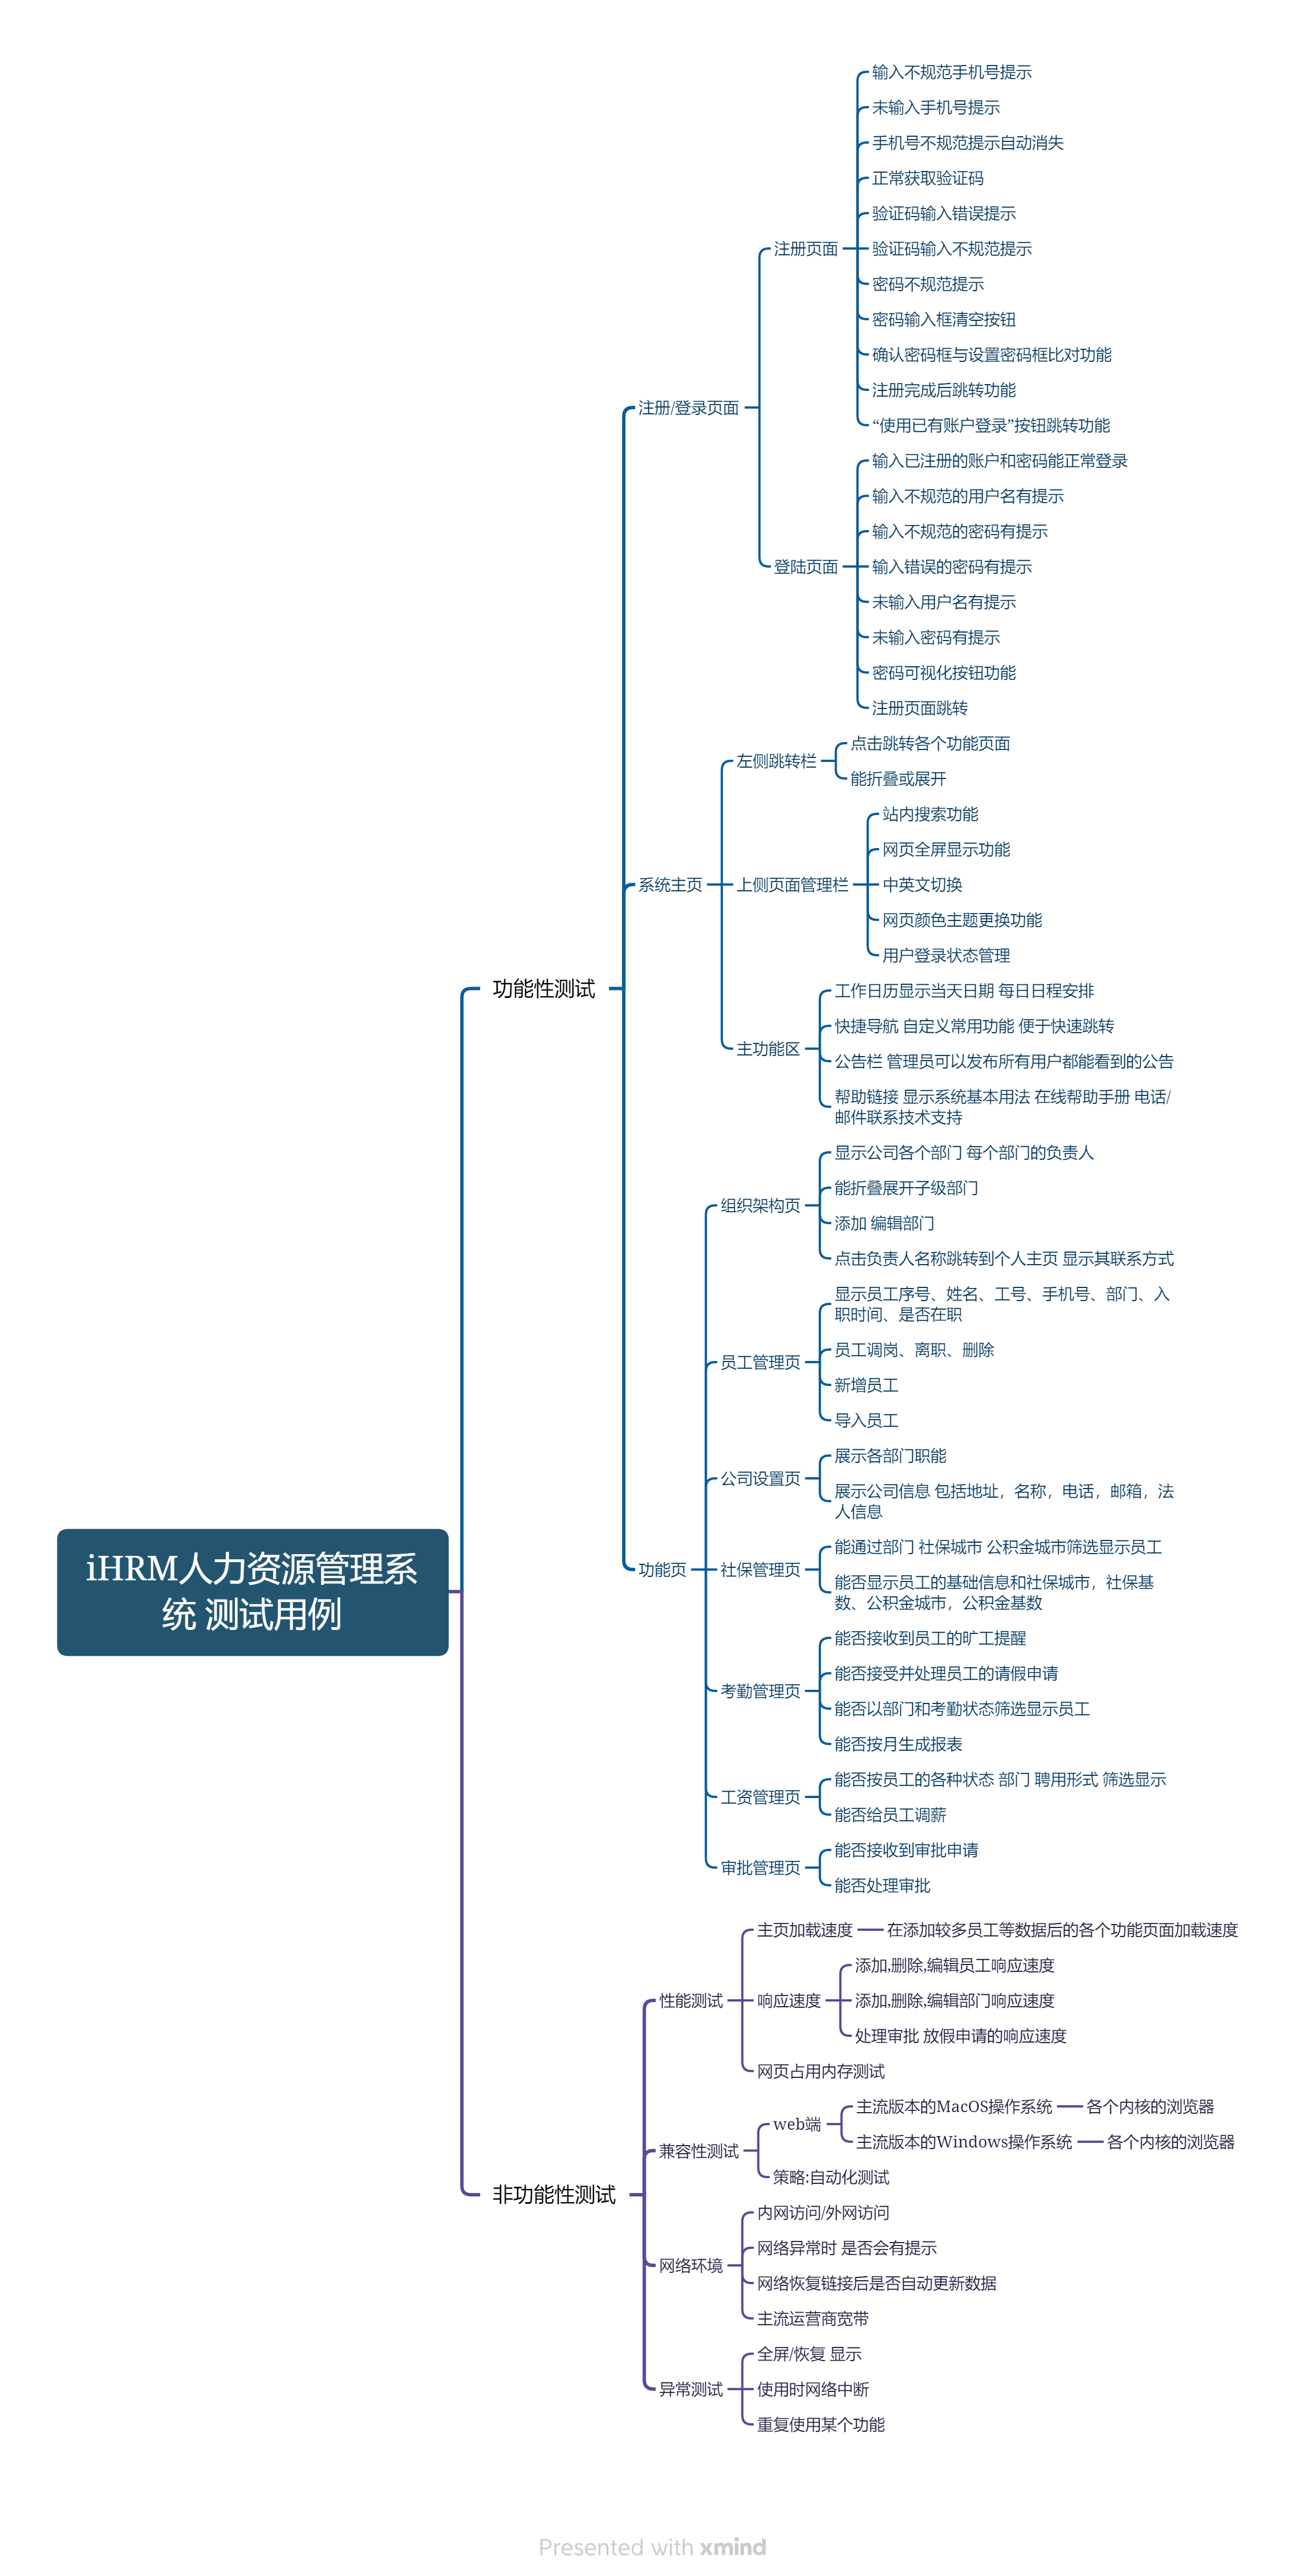 iHRM人力资源管理系
统 测试用例
功能性测试
注册/登录页面
注册页面
输入不规范手机号提示
未输入手机号提示
手机号不规范提示自动消失
正常获取验证码
验证码输入错误提示
验证码输入不规范提示
密码不规范提示
密码输入框清空按钮
确认密码框与设置密码框比对功能
注册完成后跳转功能
“使用已有账户登录”按钮跳转功能
登陆页面
输入已注册的账户和密码能正常登录
输入不规范的用户名有提示
输入不规范的密码有提示
输入错误的密码有提示
未输入用户名有提示
未输入密码有提示
密码可视化按钮功能
注册页面跳转
系统主页
左侧跳转栏
点击跳转各个功能页面
能折叠或展开
上侧页面管理栏
站内搜索功能
网页全屏显示功能
中英文切换
网页颜色主题更换功能
用户登录状态管理
主功能区
工作日历显示当天日期 每日日程安排
快捷导航 自定义常用功能 便于快速跳转
公告栏 管理员可以发布所有用户都能看到的公告
帮助链接 显示系统基本用法 在线帮助手册 电话/
邮件联系技术支持
功能页
组织架构页
显示公司各个部门 每个部门的负责人
能折叠展开子级部门
添加 编辑部门
点击负责人名称跳转到个人主页 显示其联系方式
员工管理页
显示员工序号、姓名、工号、手机号、部门、入
职时间、是否在职
员工调岗、离职、删除
新增员工
导入员工
公司设置页
展示各部门职能
展示公司信息 包括地址，名称，电话，邮箱，法
人信息
社保管理页
能通过部门 社保城市 公积金城市筛选显示员工
能否显示员工的基础信息和社保城市，社保基
数、公积金城市，公积金基数
考勤管理页
能否接收到员工的旷工提醒
能否接受并处理员工的请假申请
能否以部门和考勤状态筛选显示员工
能否按月生成报表
工资管理页
能否按员工的各种状态 部门 聘用形式 筛选显示
能否给员工调薪
审批管理页
能否接收到审批申请
能否处理审批
非功能性测试
性能测试
主页加载速度
在添加较多员工等数据后的各个功能页面加载速度
响应速度
添加,删除,编辑员工响应速度
添加,删除,编辑部门响应速度
处理审批 放假申请的响应速度
网页占用内存测试
兼容性测试
web端
主流版本的MacOS操作系统
各个内核的浏览器
主流版本的Windows操作系统
各个内核的浏览器
策略:自动化测试
网络环境
内网访问/外网访问
网络异常时 是否会有提示
网络恢复链接后是否自动更新数据
主流运营商宽带
异常测试
全屏/恢复 显示
使用时网络中断
重复使用某个功能
Presented with xmind